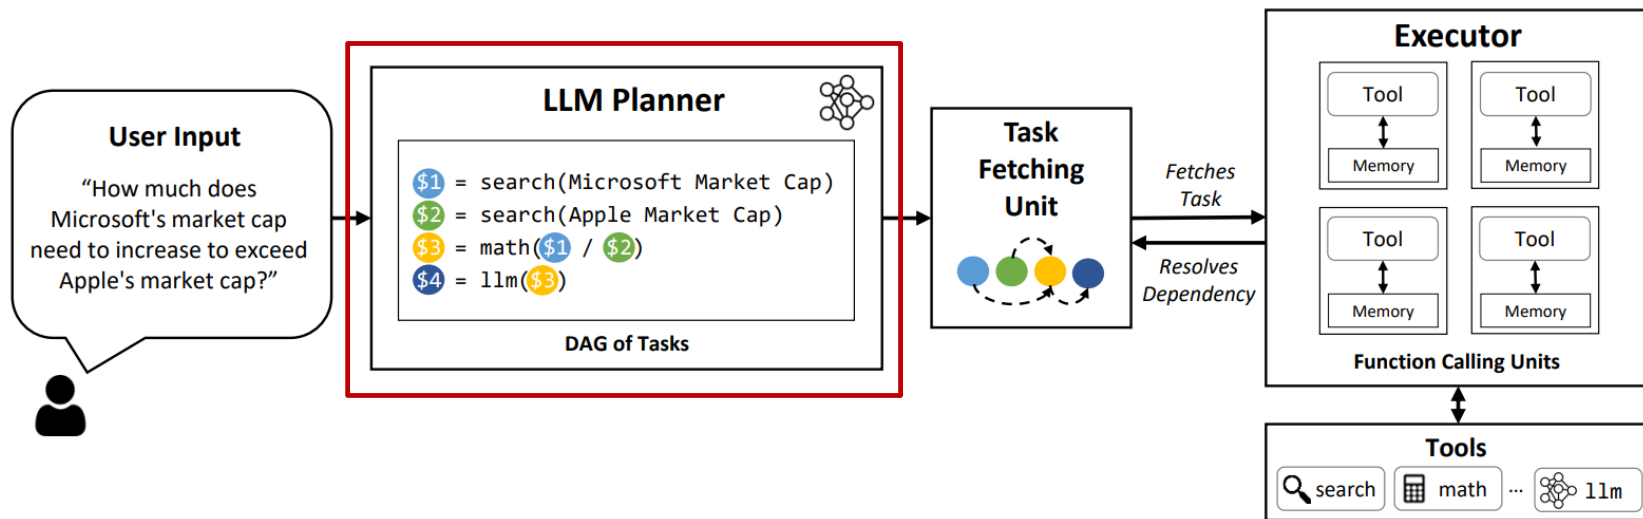 User Input
“How much does
Microsoft's market cap
need to increase to exceed
Apple's market cap?”
LLM Planner
$1 = search(Microsoft Market Cap)
$2 = search(Apple Market Cap)
$3 = math($1 / $2)
$4 = llm($3)
DAG of Tasks
Task
Fetching
Unit
Fetches
Task
Resolves
Dependency
Executor
Tool
Memory
Tool
Memory
Tool
Memory
Tool
Memory
Function Calling Units
Tools
search
math
...
llm